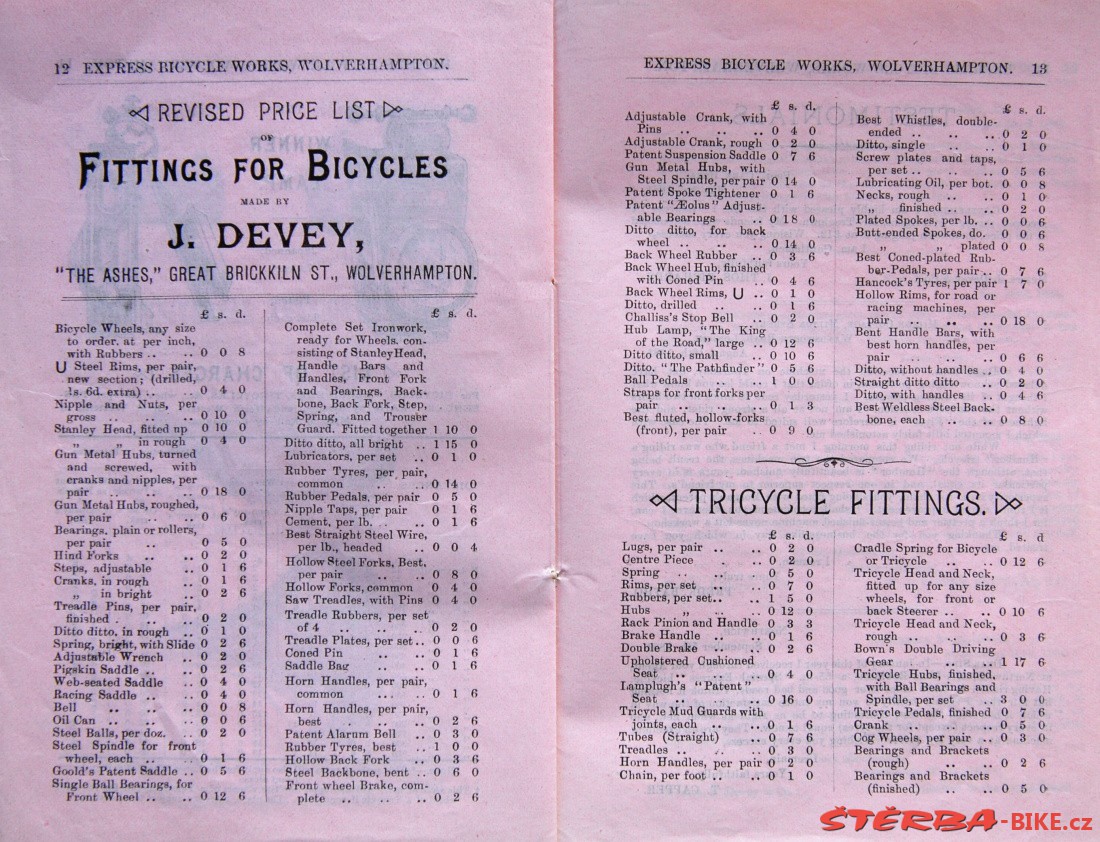 12 EXPRESS BICYCLE WORKS, WOLVERHAMPTON.
REVISED PRICE LIST
OF
FITTINGS FOR BICYCLES
MADE BY
J. DEVEY,
"THE ASHES," GREAT BRICKKILN ST., WOLVERHAMPTON.
£ s. d.
Bicycle Wheels, any size
to order. at per inch,
with Rubbers .. .. 0 0 8
U Steel Rims, per pair,
new section; (drilled,
1s. 6d. extra) .. .. 0 4 0
Nipple and Nuts, per
gross .. .. .. 0 10 0
Stanley Head, fitted up 0 10 0
„ „ in rough 0 4 0
Gun Metal Hubs, turned
and screwed, with
cranks and nipples, per
pair .. .. .. 0 18 0
Gun Metal Hubs, roughed,
per pair .. .. 0 6 0
Bearings, plain or rollers,
per pair .. 0 5 0
Hind Forks .. .. 0 2 0
Steps, adjustable .. 0 1 6
Cranks, in rough .. 0 1 6
„ in bright .. 0 2 6
Treadle Pins, per pair,
finished . .. .. 0 2 0
Ditto ditto, in rough .. 0 1 0
Spring, bright, with Slide 0 2 6
Adjustable Wrench .. 0 2 0
Pigskin Saddle .. .. 0 2 6
Web-seated Saddle .. 0 4 0
Racing Saddle .. .. 0 4 0
Bell .. .. .. 0 0 8
Oil Can .. .. .. 0 0 6
Steel Balls, per doz. .. 0 2 0
Steel Spindle for front
wheel, each .. .. 0 1 6
Goold's Patent Saddle .. 0 5 6
Single Ball Bearings, for
Front Wheel .. .. 0 12 6
£ s. d.
Complete Set Ironwork,
ready for Wheels. con-
sisting of Stanley Head,
Handle Bars and
Handles, Front Fork
and Bearings, Back-
bone, Back Fork, Step,
Spring, and Trouser
Guard. Fitted together 1 10 0
Ditto ditto, all bright .. 1 15 0
Lubricators, per set .. 0 1 0
Rubber Tyres, per pair,
common .. .. 0 14 0
Rubber Pedals, per pair 0 5 0
Nipple Taps, per pair 0 1 6
Cement, per lb. . .. 0 1 6
Best Straight Steel Wire,
per lb., headed .. 0 0 4
Hollow Steel Forks, Best,
per pair .. .. 0 8 0
Hollow Forks, common 0 4 0
Saw Treadles, with Pins 0 4 0
Treadle Rubbers, per set
of 4 .. .. .. 0 2 0
Treadle Plates, per set .. 0 0 6
Coned Pin .. .. 0 1 6
Saddle Bag .. .. 0 1 6
Horn Handles, per pair,
common .. .. 0 1 6
Horn Handles, per pair,
best . .. .. 0 2 6
Patent Alarum Bell .. 0 3 0
Rubber Tyres, best .. 1 0 0
Hollow Back Fork .. 0 3 6
Steel Backbone, bent .. 0 6 0
Front wheel Brake, com-
plete .. .. .. 0 2 6
EXPRESS BICYCLE WORKS, WOLVERHAMPTON. 13
£ s. d.
Adjustable Crank, with
Pins .. .. .. 0 4 0
Adjustable Crank, rough 0 2 0
Patent Suspension Saddle 0 7 6
Gun Metal Hubs, with
Steel Spindle, per pair 0 14 0
Patent Spoke Tightener 0 1 6
Patent "Æolus" Adjust-
able Bearings .. 0 18 0
Ditto ditto, for back
wheel .. .. .. 0 14 0
Back Wheel Rubber .. 0 3 6
Back Wheel Hub, finished
with Coned Pin .. 0 4 6
Back Wheel Rims, U .. 0 1 0
Ditto, drilled .. .. 0 1 6
Challis's Stop Bell .. 0 2 0
Hub Lamp, "The King
of the Road," large .. 0 12 6
Ditto ditto, small .. 0 10 6
Ditto. "The Pathfinder" 0 5 6
Ball Pedals .. .. 1 0 0
Straps for front forks per
pair .. .. .. 0 1 3
Best fluted, hollow-forks
(front), per pair .. 0 9 0
£ s. d.
Best Whistles, double-
ended .. .. .. 0 2 0
Ditto, single .. .. 0 1 0
Screw plates and taps,
per set .. .. .. 0 5 6
Lubricating Oil, per bot. 0 0 8
Necks, rough .. .. 0 1 0
„ finished .. .. 0 2 0
Plated Spokes, per lb. .. 0 0 6
Butt-ended Spokes, do. 0 0 6
„ „ plated 0 0 8
Best Coned-plated Rub-
ber-Pedals, per pair .. 0 7 6
Hancock's Tyres, per pair 1 7 0
Hollow Rims, for road or
racing machines, per
pair .. .. .. 0 18 0
Bent Handle Bars, with
best horn handles, per
pair .. .. .. 0 6 6
Ditto, without handles .. 0 4 0
Straight ditto ditto .. 0 2 0
Ditto, with handles .. 0 4 6
Best Weldless Steel Back-
bone, each .. .. 0 8 0
TRICYCLE FITTINGS.
£ s. d.
Lugs, per pair .. .. 0 2 0
Centre Piece . .. 0 2 0
Spring .. .. .. 0 5 0
Rims, per set .. .. 0 7 0
Rubbers, per set .. .. 1 5 0
Hubs „ .. 0 12 0
Rack Pinion and Handle 0 3 3
Brake Handle .. .. 0 1 6
Double Brake .. .. 0 2 6
Upholstered Cushioned
Seat .. .. .. 0 4 0
Lamplugh's "Patent"
Seat .. .. .. 0 16 0
Tricycle Mud Guards with
joints, each .. .. 0 1 6
Tubes (Straight) .. 0 7 6
Treadles .. .. 0 3 0
Horn Handles, per pair 0 2 0
Chain, per foot .. .. 0 1 0
£ s. d
Cradle Spring for Bicycle
or Tricycle .. .. 0 12 6
Tricycle Head and Neck,
fitted up for any size
wheels, for front or
back Steerer .. .. 0 10 6
Tricycle Head and Neck,
rough .. .. .. 0 3 6
Bown's Double Driving
Gear .. .. .. 1 17 6
Tricycle Hubs, finished,
with Ball Bearings and
Spindle, per set .. 3 0 0
Tricycle Pedals, finished 0 7 6
Crank .. .. .. 0 5 0
Cog Wheels, per pair .. 0 3 0
Bearings and Brackets
(rough) .. .. 0 2 6
Bearings and Brackets
(finished) .. .. 0 5 0
ŠTĚRBA-BIKE.cz